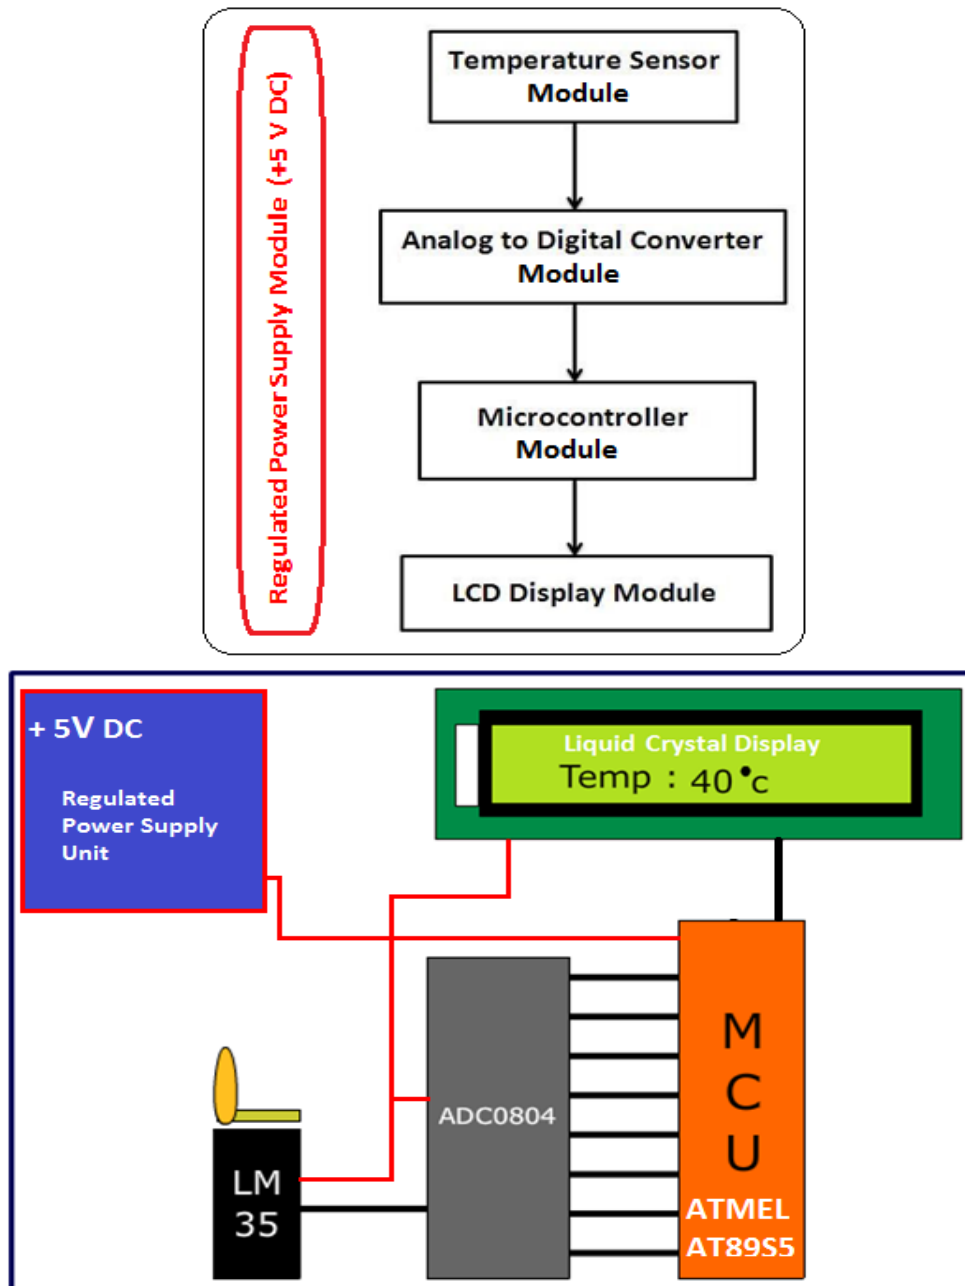 Regulated Power Supply Module (+5 V DC)
Temperature Sensor
Module
Analog to Digital Converter
Module
Microcontroller
Module
LCD Display Module
+ 5V DC
Regulated
Power Supply
Unit
Liquid Crystal Display
Temp : 40°c
ADC0804
LM
35
M
C
U
ATMEL
AT89S5